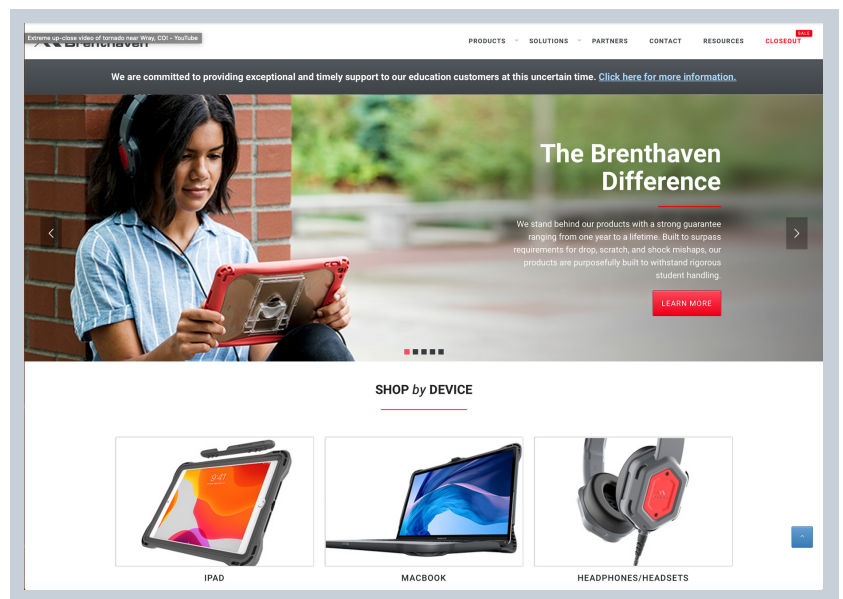 Extreme up-close video of tornado near Wray, CO! - YouTube
Brenthaven
PRODUCTS SOLUTIONS PARTNERS CONTACT RESOURCES CLOSEOUT
SALE
We are committed to providing exceptional and timely support to our education customers at this uncertain time. Click here for more information.
The Brenthaven
Difference
We stand behind our products with a strong guarantee
ranging from one year to a lifetime. Built to surpass
requirements for drop, scratch, and shock mishaps, our
products are purposefully built to withstand rigorous
student handling.
LEARN MORE
SHOP by DEVICE
9:47
IPAD
MACBOOK
HEADPHONES/HEADSETS